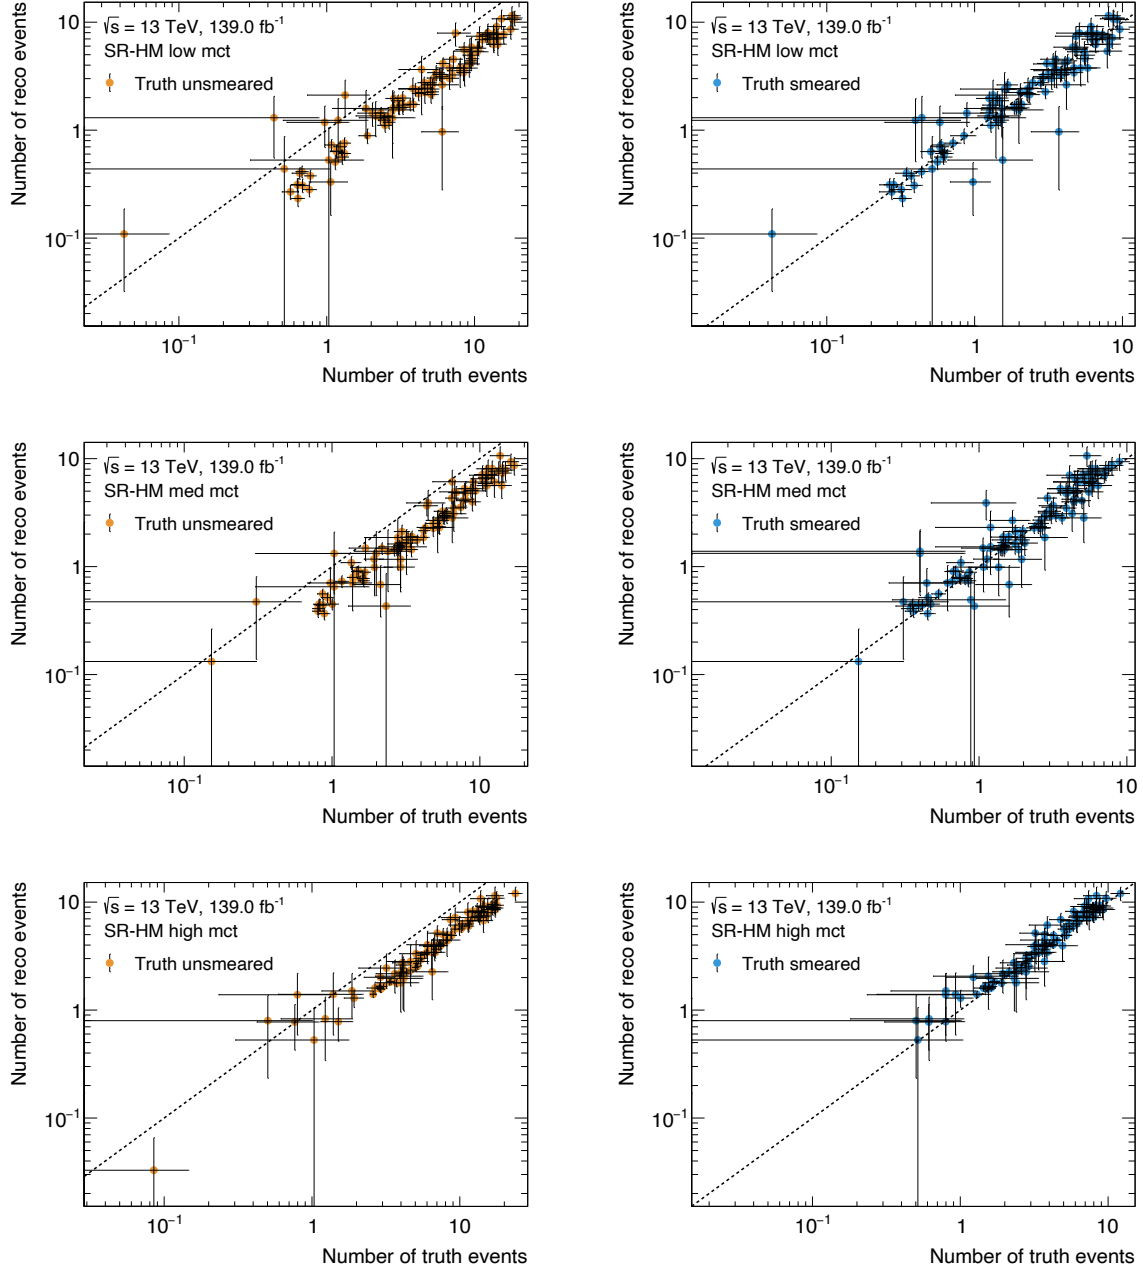 Number of reco events
10
1
10⁻¹
√s = 13 TeV, 139.0 fb⁻¹
SR-HM low mct
Truth unsmeared
10⁻¹
1
10
Number of truth events
Number of reco events
10
1
10⁻¹
√s = 13 TeV, 139.0 fb⁻¹
SR-HM low mct
Truth smeared
10⁻¹
1
10
Number of truth events
Number of reco events
10
1
10⁻¹
√s = 13 TeV, 139.0 fb⁻¹
SR-HM med mct
Truth unsmeared
10⁻¹
1
10
Number of truth events
Number of reco events
10
1
10⁻¹
√s = 13 TeV, 139.0 fb⁻¹
SR-HM med mct
Truth smeared
10⁻¹
1
10
Number of truth events
Number of reco events
10
1
10⁻¹
√s = 13 TeV, 139.0 fb⁻¹
SR-HM high mct
Truth unsmeared
10⁻¹
1
10
Number of truth events
Number of reco events
10
1
10⁻¹
√s = 13 TeV, 139.0 fb⁻¹
SR-HM high mct
Truth smeared
10⁻¹
1
10
Number of truth events